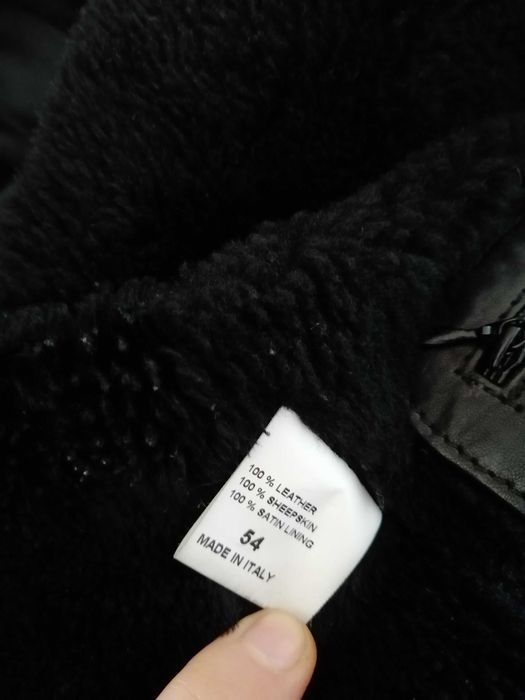 100 % LEATHER
100 % SHEEPSKIN
100 % SATIN LINING
54
MADE IN ITALY